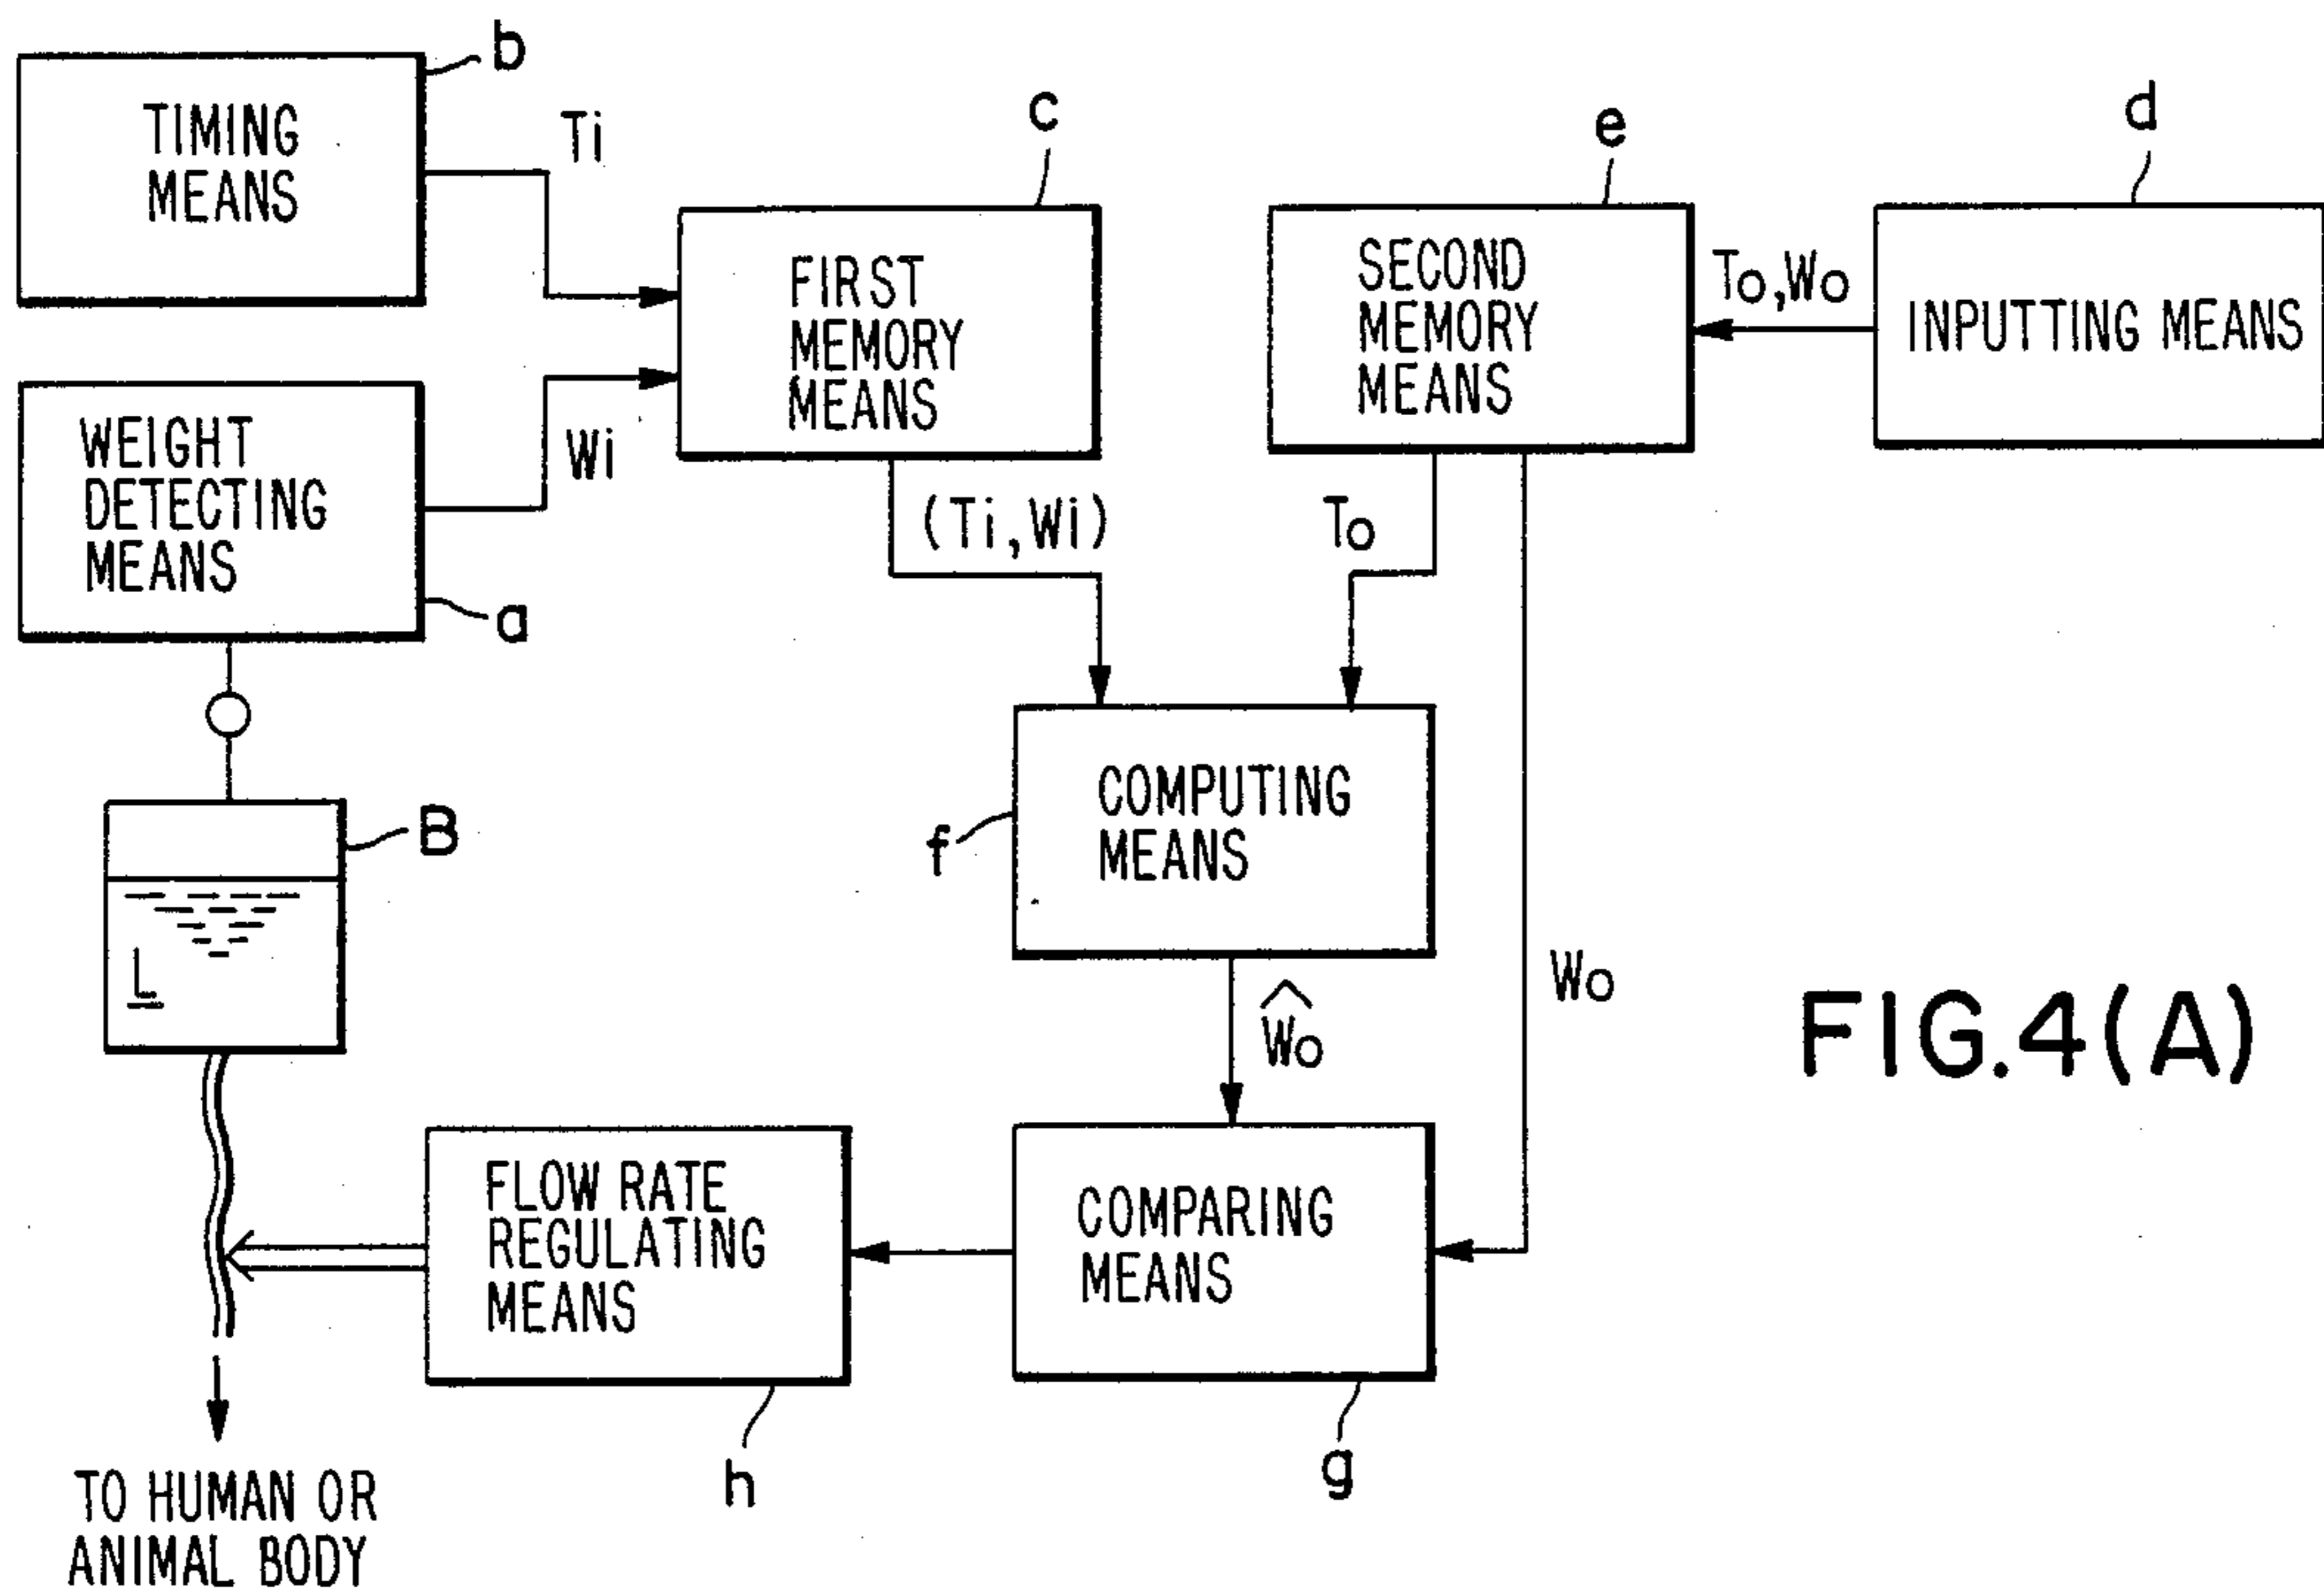 b
TIMING
MEANS
Ti
c
FIRST
MEMORY
MEANS
e
SECOND
MEMORY
MEANS
d
INPUTTING MEANS
To,Wo
WEIGHT
DETECTING
MEANS
a
Wi
(Ti,Wi)
To
COMPUTING
MEANS
f
B
L
Ŵo
Wo
FIG.4(A)
FLOW RATE
REGULATING
MEANS
h
COMPARING
MEANS
g
TO HUMAN OR
ANIMAL BODY